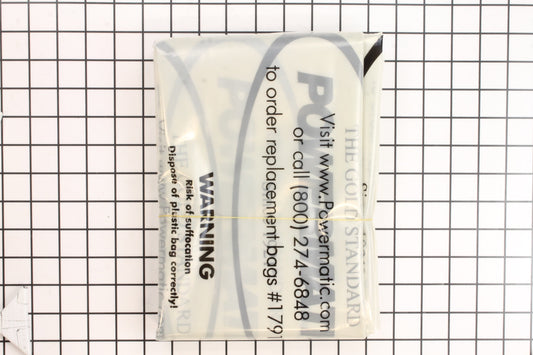 THE GOLD STANDARD
Visit www.Powermatic.com
or call (800) 274-6848
to order replacement bags #1791
WARNING
Risk of suffocation
Dispose of plastic bag correctly!